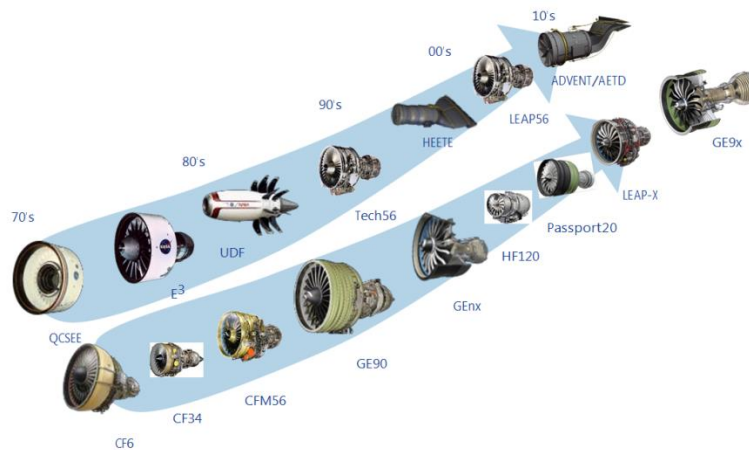 10's
00's
ADVENT/AETD
90's
LEAP56
GE9x
HEETE
80's
LEAP-X
70's
Tech56
Passport20
UDF
HF120
E³
GEnx
QCSEE
GE90
CFM56
CF34
CF6